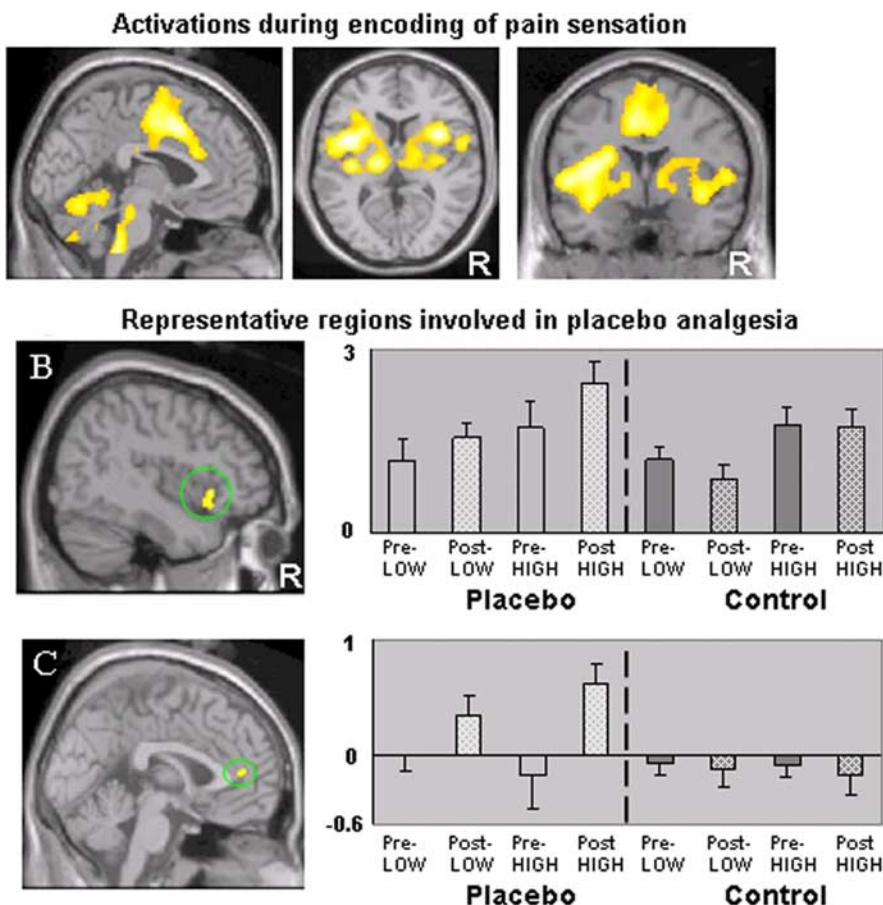 Activations during encoding of pain sensation
R
R
Representative regions involved in placebo analgesia
B
R
3
0
Pre-LOW
Post-LOW
Pre-HIGH
Post HIGH
Pre-LOW
Post-LOW
Pre-HIGH
Post HIGH
Placebo
Control
C
1
0
-0.6
Pre-LOW
Post-LOW
Pre-HIGH
Post HIGH
Pre-LOW
Post-LOW
Pre-HIGH
Post HIGH
Placebo
Control